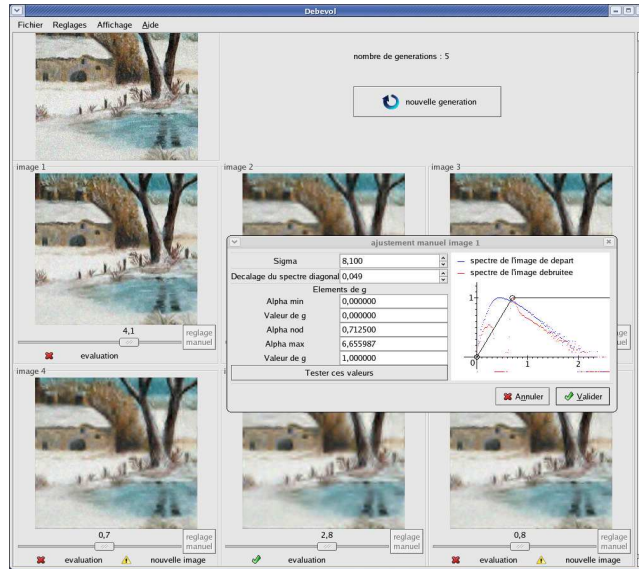 Debevol
Fichier Reglages Affichage Aide
nombre de generations : 5
nouvelle generation
image 1
image 2
image 3
ajustement manuel image 1
Sigma 8,100
Decalage du spectre diagonal 0,049
Elements de g
Alpha min 0,000000
Valeur de g 0,000000
Alpha nod 0,712500
Alpha max 6,655987
Valeur de g 1,000000
Tester ces valeurs
spectre de l'image de depart
spectre de l'image debruitee
1
0 1 2
Annuler Valider
4,1
reglage
manuel
evaluation
image 4
0,7
reglage
manuel
evaluation nouvelle image
2,8
reglage
manuel
evaluation
0,8
reglage
manuel
evaluation nouvelle image